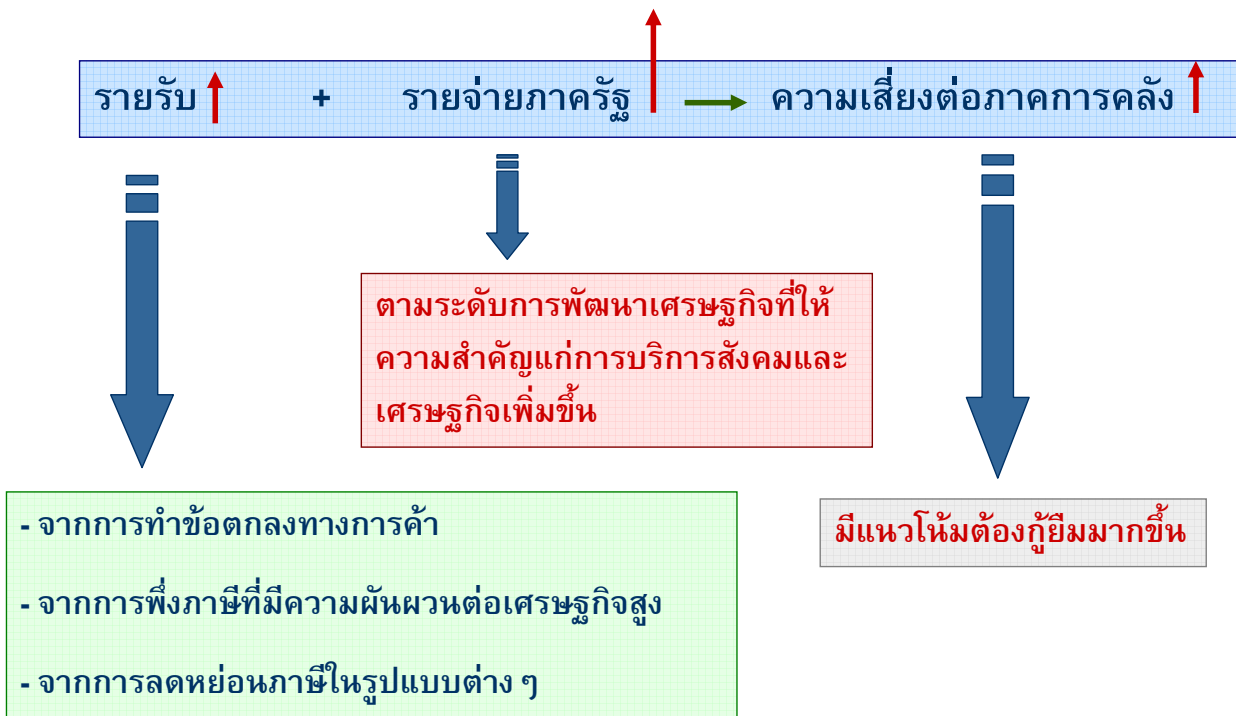 รายรับ + รายจ่ายภาครัฐ ความเสี่ยงต่อภาคการคลัง
ตามระดับการพัฒนาเศรษฐกิจที่ให้
ความสำคัญแก่การบริการสังคมและ
เศรษฐกิจเพิ่มขึ้น
- จากการทำข้อตกลงทางการค้า
- จากการพึ่งภาษีที่มีความผันผวนต่อเศรษฐกิจสูง
- จากการลดหย่อนภาษีในรูปแบบต่าง ๆ
มีแนวโน้มต้องกู้ยืมมากขึ้น